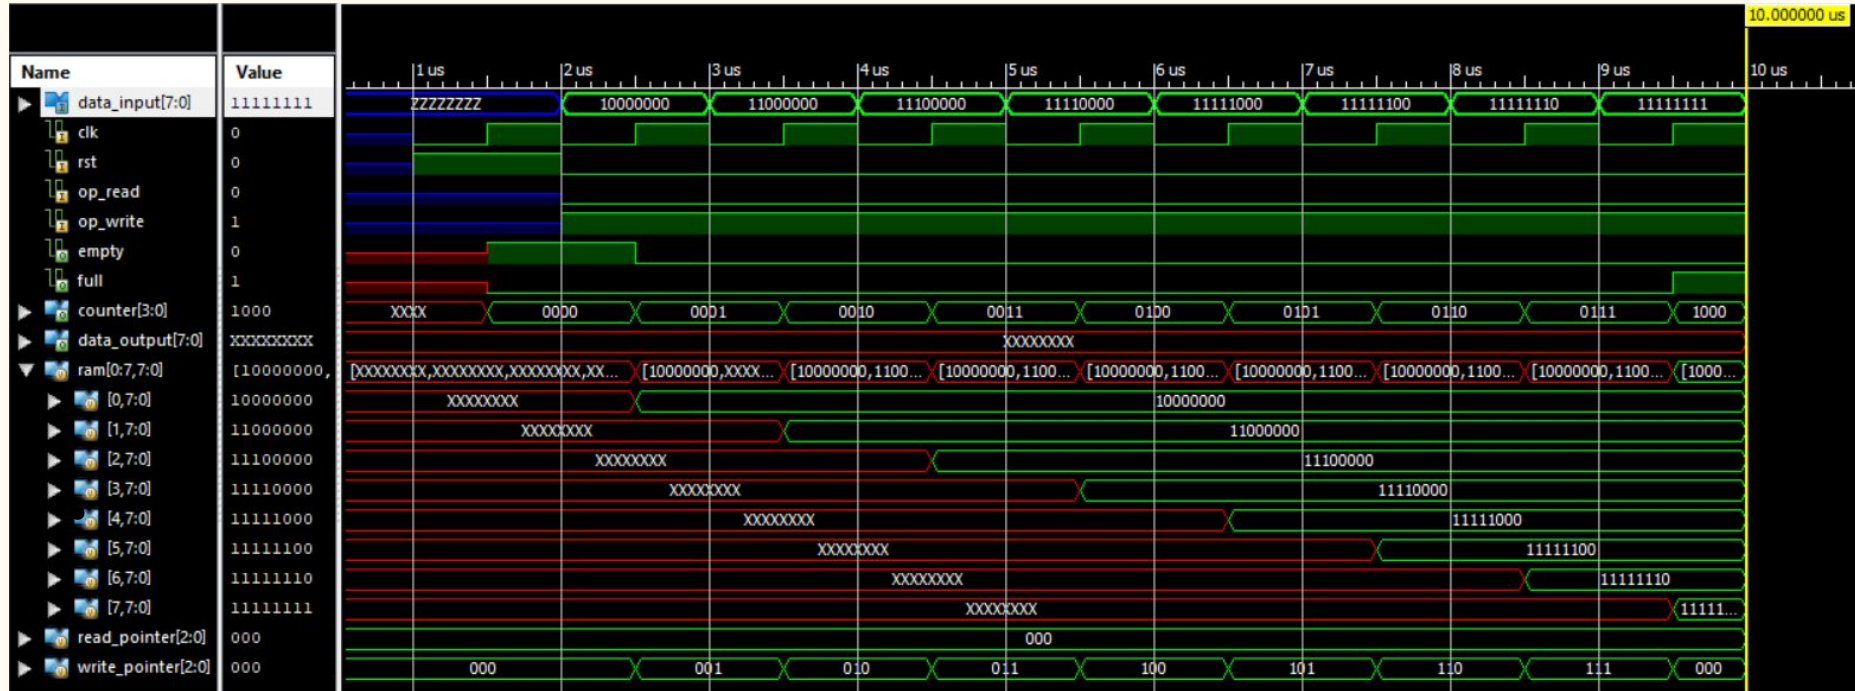 10.000000 us
Name Value 1 us 2 us 3 us 4 us 5 us 6 us 7 us 8 us 9 us 10 us
data_input[7:0] 11111111 ZZZZZZZZ 10000000 11000000 11100000 11110000 11111000 11111100 11111110 11111111
clk 0
rst 0
op_read 0
op_write 1
empty 0
full 1
counter[3:0] 1000 XXXX 0000 0001 0010 0011 0100 0101 0110 0111 1000
data_output[7:0] XXXXXXXX XXXXXXXX
ram[0:7,7:0] [10000000, [XXXXXXXX,XXXXXXXX,XXXXXXXX,XX... [10000000,XXXX... [10000000,1100... [10000000,1100... [10000000,1100... [10000000,1100... [10000000,1100... [10000000,1100... [1000...
[0,7:0] 10000000 XXXXXXXX 10000000
[1,7:0] 11000000 XXXXXXXX 11000000
[2,7:0] 11100000 XXXXXXXX 11100000
[3,7:0] 11110000 XXXXXXXX 11110000
[4,7:0] 11111000 XXXXXXXX 11111000
[5,7:0] 11111100 XXXXXXXX 11111100
[6,7:0] 11111110 XXXXXXXX 11111110
[7,7:0] 11111111 XXXXXXXX 11111...
read_pointer[2:0] 000 000
write_pointer[2:0] 000 000 001 010 011 100 101 110 111 000